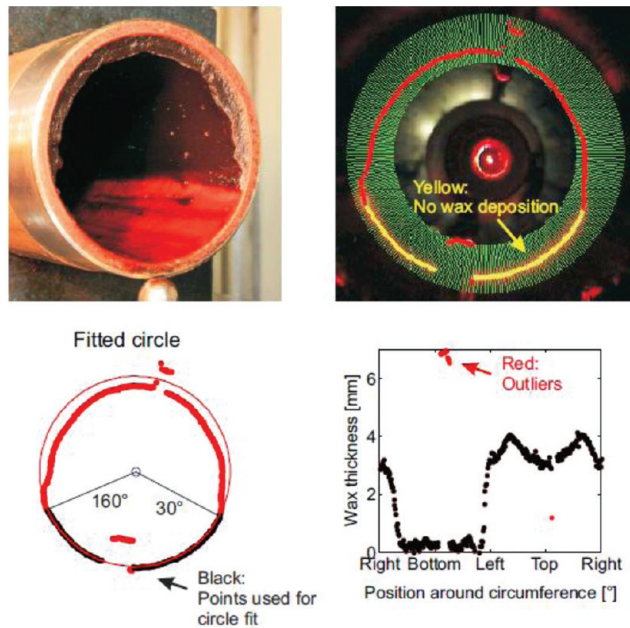 Yellow:
No wax deposition
Fitted circle
160°
30°
Black:
Points used for
circle fit
Wax thickness [mm]
6
4
2
0
Red:
Outliers
Right Bottom Left Top Right
Position around circumference [°]